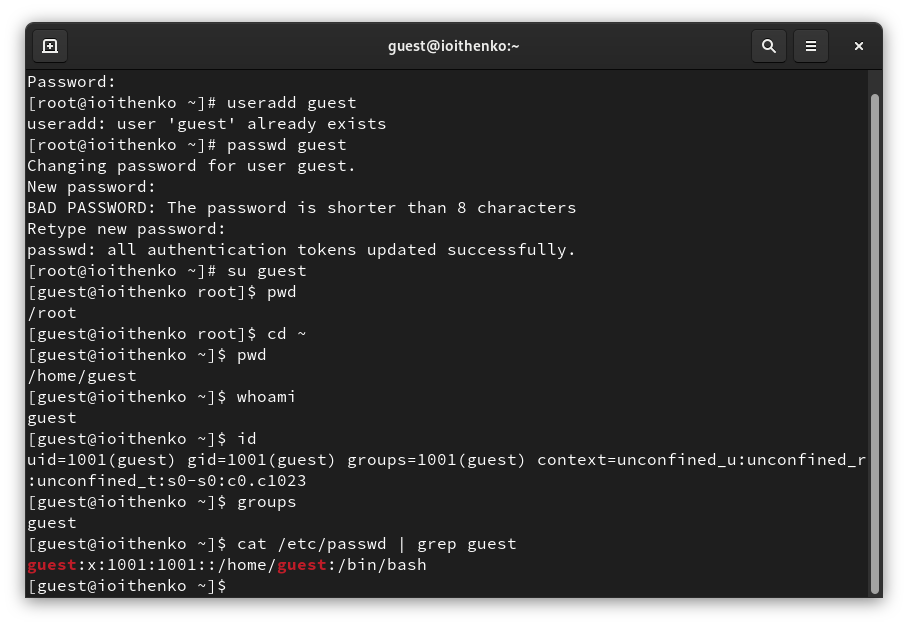 guest@ioithenko:~
Password:
[root@ioithenko ~]# useradd guest
useradd: user 'guest' already exists
[root@ioithenko ~]# passwd guest
Changing password for user guest.
New password:
BAD PASSWORD: The password is shorter than 8 characters
Retype new password:
passwd: all authentication tokens updated successfully.
[root@ioithenko ~]# su guest
[guest@ioithenko root]$ pwd
/root
[guest@ioithenko root]$ cd ~
[guest@ioithenko ~]$ pwd
/home/guest
[guest@ioithenko ~]$ whoami
guest
[guest@ioithenko ~]$ id
uid=1001(guest) gid=1001(guest) groups=1001(guest) context=unconfined_u:unconfined_r
:unconfined_t:s0-s0:c0.c1023
[guest@ioithenko ~]$ groups
guest
[guest@ioithenko ~]$ cat /etc/passwd | grep guest
guest:x:1001:1001::/home/guest:/bin/bash
[guest@ioithenko ~]$